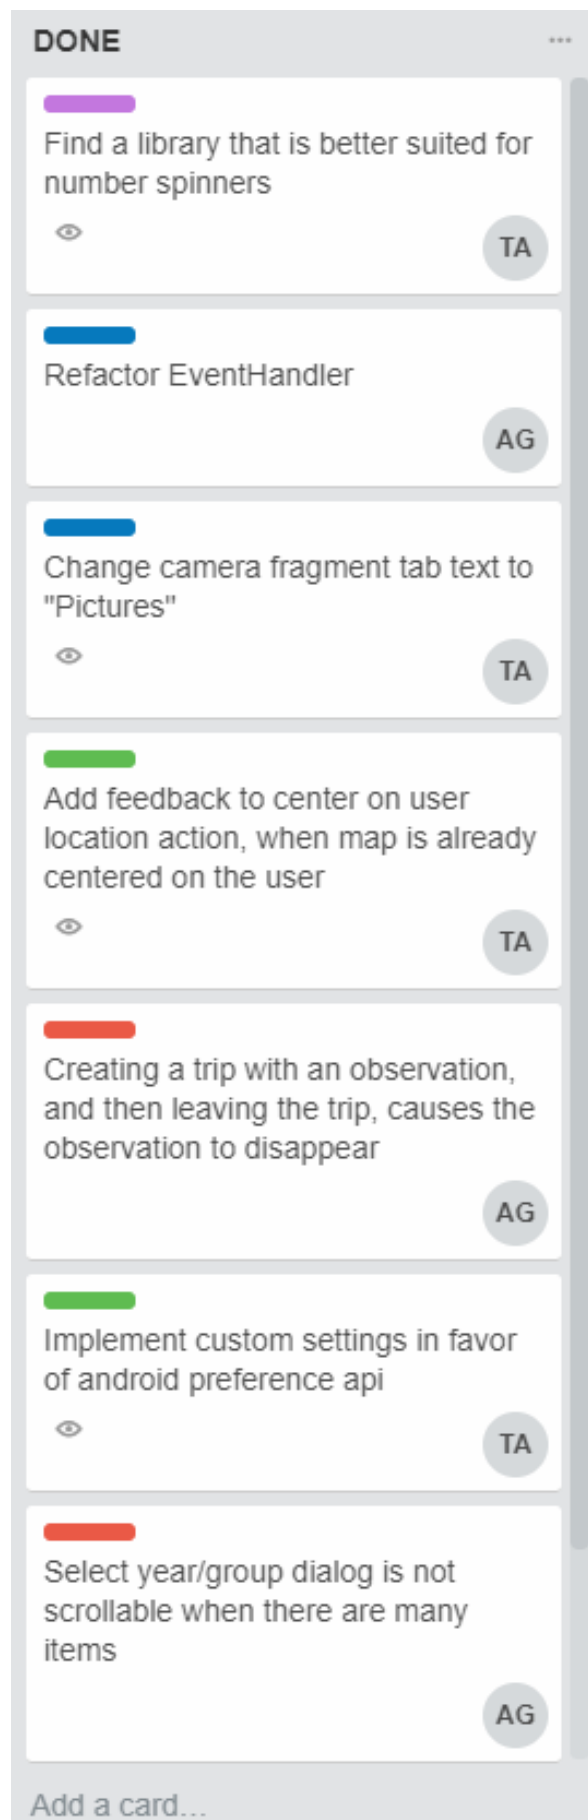 DONE
Find a library that is better suited for
number spinners
TA
Refactor EventHandler
AG
Change camera fragment tab text to
"Pictures"
TA
Add feedback to center on user
location action, when map is already
centered on the user
TA
Creating a trip with an observation,
and then leaving the trip, causes the
observation to disappear
AG
Implement custom settings in favor
of android preference api
TA
Select year/group dialog is not
scrollable when there are many
items
AG
Add a card...